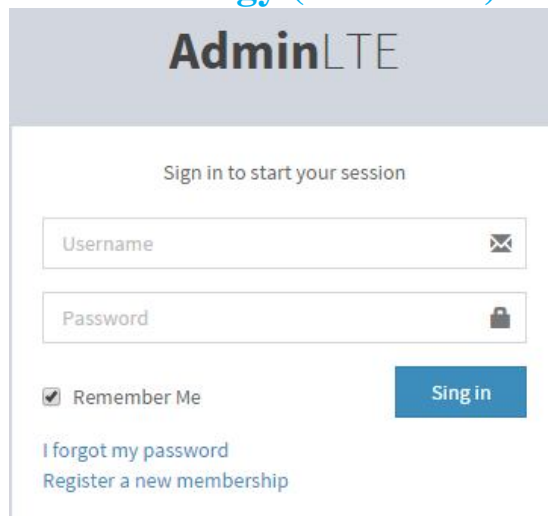 AdminLTE
Sign in to start your session
Username
Password
Remember Me
Sing in
I forgot my password
Register a new membership